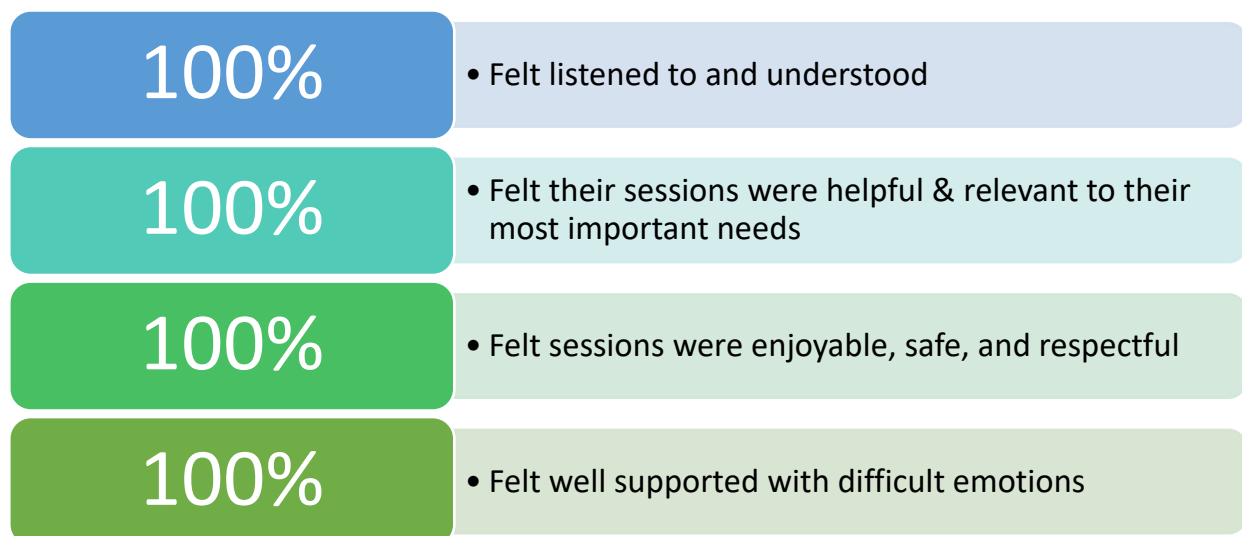 100%
• Felt listened to and understood
100%
• Felt their sessions were helpful & relevant to their
most important needs
100%
• Felt sessions were enjoyable, safe, and respectful
100%
• Felt well supported with difficult emotions